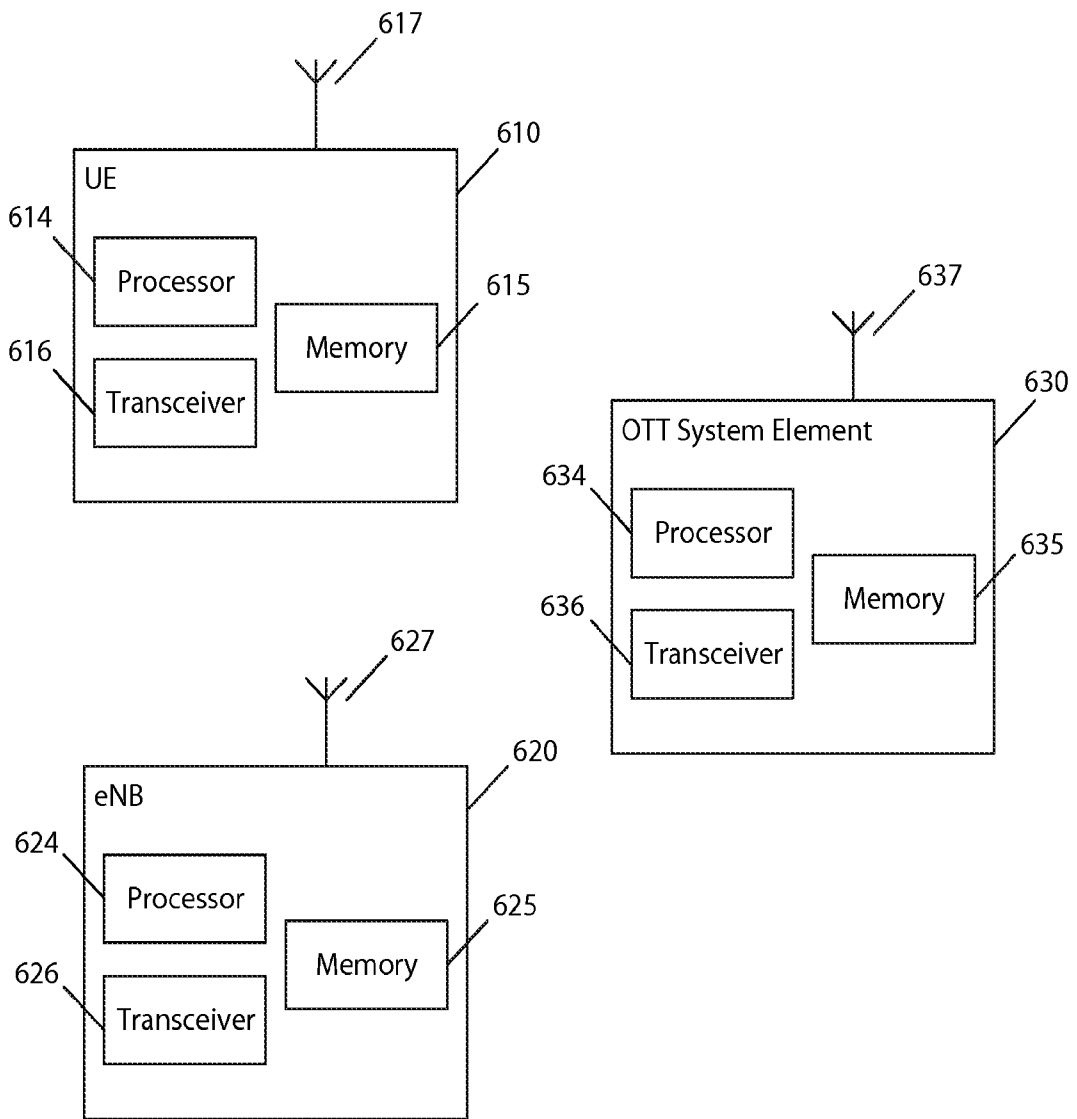 617
610
UE
614
Processor
615
Memory
616
Transceiver
637
630
OTT System Element
634
Processor
635
Memory
636
Transceiver
627
620
eNB
624
Processor
625
Memory
626
Transceiver